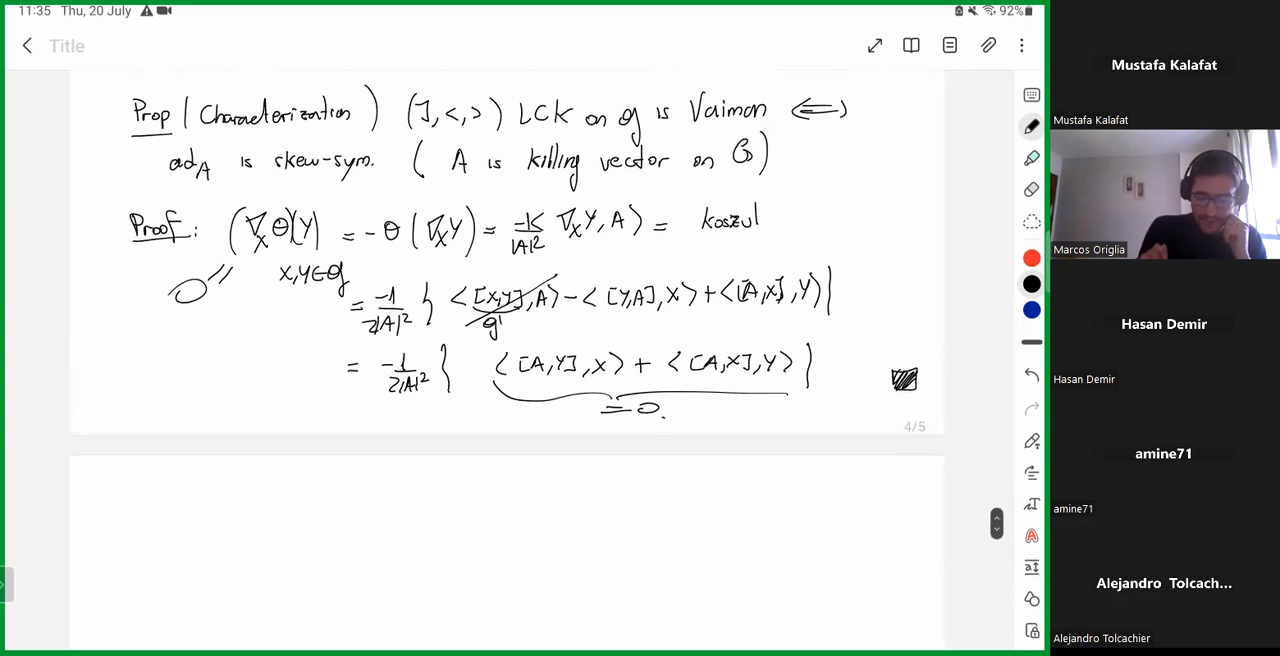 11:35 Thu, 20 July
92%
Title
Prop (Characterization) (J, <,>) LCK on g is Vaisman <=>
ad_A is skew-sym. ( A is killing vector on G)
Proof: (∇_X θ)(Y) = -θ(∇_X Y) = -1/|A|² < ∇_X Y, A> = koszul
0 " X,Y∈g
= -1/2|A|² { <[X,Y], A> - <[Y,A], X> + <[A,X], Y> }
g'
= -1/2|A|² { <[A,Y], X> + <[A,X], Y> }
= 0.
4/5
Mustafa Kalafat
Mustafa Kalafat
Marcos Origlia
Hasan Demir
Hasan Demir
amine71
amine71
Alejandro Tolcach...
Alejandro Tolcachier